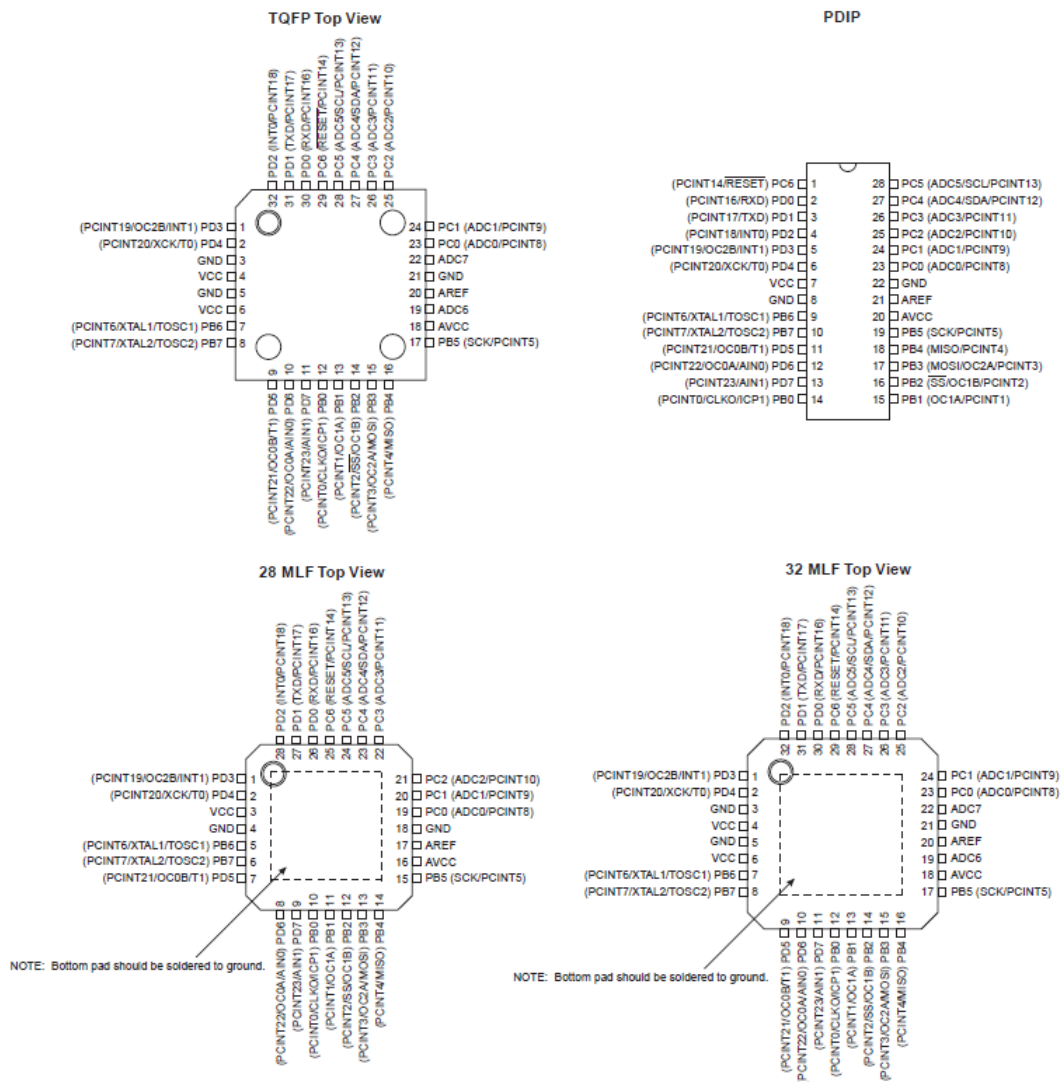 TQFP Top View
PD2 (INT0/PCINT18)
PD1 (TXD/PCINT17)
PD0 (RXD/PCINT16)
PC6 (RESET/PCINT14)
PC5 (ADC5/SCL/PCINT13)
PC4 (ADC4/SDA/PCINT12)
PC3 (ADC3/PCINT11)
PC2 (ADC2/PCINT10)
32 31 30 29 28 27 26 25
(PCINT19/OC2B/INT1) PD3 1
(PCINT20/XCK/T0) PD4 2
GND 3
VCC 4
GND 5
VCC 6
(PCINT6/XTAL1/TOSC1) PB6 7
(PCINT7/XTAL2/TOSC2) PB7 8
24 PC1 (ADC1/PCINT9)
23 PC0 (ADC0/PCINT8)
22 ADC7
21 GND
20 AREF
19 ADC6
18 AVCC
17 PB5 (SCK/PCINT5)
9 10 11 12 13 14 15 16
(PCINT21/OC0B/T1) PD5
(PCINT22/OC0A/AIN0) PD6
(PCINT23/AIN1) PD7
(PCINT0/CLKO/ICP1) PB0
(PCINT1/OC1A) PB1
(PCINT2/SS/OC1B) PB2
(PCINT3/OC2A/MOSI) PB3
(PCINT4/MISO) PB4
PDIP
(PCINT14/RESET) PC6 1
(PCINT16/RXD) PD0 2
(PCINT17/TXD) PD1 3
(PCINT18/INT0) PD2 4
(PCINT19/OC2B/INT1) PD3 5
(PCINT20/XCK/T0) PD4 6
VCC 7
GND 8
(PCINT6/XTAL1/TOSC1) PB6 9
(PCINT7/XTAL2/TOSC2) PB7 10
(PCINT21/OC0B/T1) PD5 11
(PCINT22/OC0A/AIN0) PD6 12
(PCINT23/AIN1) PD7 13
(PCINT0/CLKO/ICP1) PB0 14
28 PC5 (ADC5/SCL/PCINT13)
27 PC4 (ADC4/SDA/PCINT12)
26 PC3 (ADC3/PCINT11)
25 PC2 (ADC2/PCINT10)
24 PC1 (ADC1/PCINT9)
23 PC0 (ADC0/PCINT8)
22 GND
21 AREF
20 AVCC
19 PB5 (SCK/PCINT5)
18 PB4 (MISO/PCINT4)
17 PB3 (MOSI/OC2A/PCINT3)
16 PB2 (SS/OC1B/PCINT2)
15 PB1 (OC1A/PCINT1)
28 MLF Top View
PD2 (INT0/PCINT18)
PD1 (TXD/PCINT17)
PD0 (RXD/PCINT16)
PC6 (RESET/PCINT14)
PC5 (ADC5/SCL/PCINT13)
PC4 (ADC4/SDA/PCINT12)
PC3 (ADC3/PCINT11)
28 27 26 25 24 23 22
(PCINT19/OC2B/INT1) PD3 1
(PCINT20/XCK/T0) PD4 2
VCC 3
GND 4
(PCINT6/XTAL1/TOSC1) PB6 5
(PCINT7/XTAL2/TOSC2) PB7 6
(PCINT21/OC0B/T1) PD5 7
21 PC2 (ADC2/PCINT10)
20 PC1 (ADC1/PCINT9)
19 PC0 (ADC0/PCINT8)
18 GND
17 AREF
16 AVCC
15 PB5 (SCK/PCINT5)
8 9 10 11 12 13 14
(PCINT22/OC0A/AIN0) PD6
(PCINT23/AIN1) PD7
(PCINT0/CLKO/ICP1) PB0
(PCINT1/OC1A) PB1
(PCINT2/SS/OC1B) PB2
(PCINT3/OC2A/MOSI) PB3
(PCINT4/MISO) PB4
NOTE: Bottom pad should be soldered to ground.
32 MLF Top View
PD2 (INT0/PCINT18)
PD1 (TXD/PCINT17)
PD0 (RXD/PCINT16)
PC6 (RESET/PCINT14)
PC5 (ADC5/SCL/PCINT13)
PC4 (ADC4/SDA/PCINT12)
PC3 (ADC3/PCINT11)
PC2 (ADC2/PCINT10)
32 31 30 29 28 27 26 25
(PCINT19/OC2B/INT1) PD3 1
(PCINT20/XCK/T0) PD4 2
GND 3
VCC 4
GND 5
VCC 6
(PCINT6/XTAL1/TOSC1) PB6 7
(PCINT7/XTAL2/TOSC2) PB7 8
24 PC1 (ADC1/PCINT9)
23 PC0 (ADC0/PCINT8)
22 ADC7
21 GND
20 AREF
19 ADC6
18 AVCC
17 PB5 (SCK/PCINT5)
9 10 11 12 13 14 15 16
(PCINT21/OC0B/T1) PD5
(PCINT22/OC0A/AIN0) PD6
(PCINT23/AIN1) PD7
(PCINT0/CLKO/ICP1) PB0
(PCINT1/OC1A) PB1
(PCINT2/SS/OC1B) PB2
(PCINT3/OC2A/MOSI) PB3
(PCINT4/MISO) PB4
NOTE: Bottom pad should be soldered to ground.